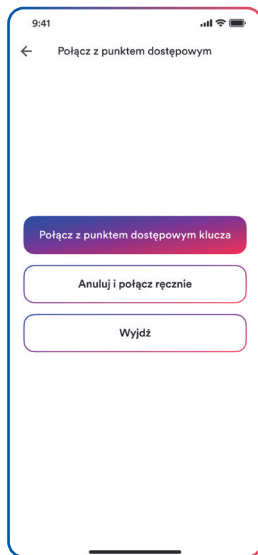 9:41
Połącz z punktem dostępowym
Połącz z punktem dostępowym klucza
Anuluj i połącz ręcznie
Wyjdź